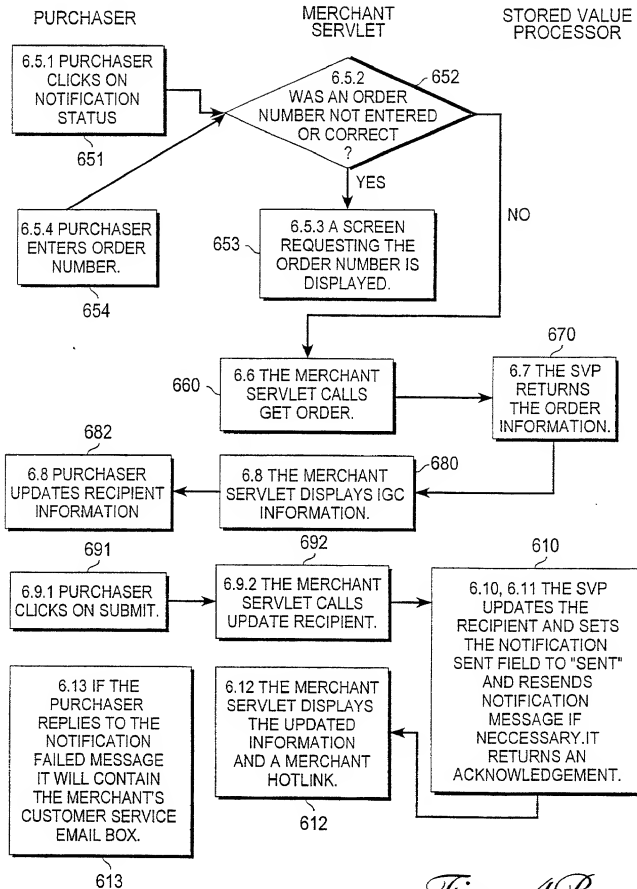 PURCHASER
MERCHANT
SERVLET
STORED VALUE
PROCESSOR
6.5.1 PURCHASER
CLICKS ON
NOTIFICATION
STATUS
651
6.5.2
WAS AN ORDER
NUMBER NOT ENTERED
OR CORRECT
?
652
YES
NO
6.5.4 PURCHASER
ENTERS ORDER
NUMBER.
654
653
6.5.3 A SCREEN
REQUESTING THE
ORDER NUMBER IS
DISPLAYED.
660
6.6 THE MERCHANT
SERVLET CALLS
GET ORDER.
670
6.7 THE SVP
RETURNS
THE ORDER
INFORMATION.
682
6.8 PURCHASER
UPDATES RECIPIENT
INFORMATION
680
6.8 THE MERCHANT
SERVLET DISPLAYS IGC
INFORMATION.
691
6.9.1 PURCHASER
CLICKS ON SUBMIT.
692
6.9.2 THE MERCHANT
SERVLET CALLS
UPDATE RECIPIENT.
610
6.10, 6.11 THE SVP
UPDATES THE
RECIPIENT AND SETS
THE NOTIFICATION
SENT FIELD TO "SENT"
AND RESENDS
NOTIFICATION
MESSAGE IF
NECCESSARY.IT
RETURNS AN
ACKNOWLEDGEMENT.
6.13 IF THE
PURCHASER
REPLIES TO THE
NOTIFICATION
FAILED MESSAGE
IT WILL CONTAIN
THE MERCHANT'S
CUSTOMER SERVICE
EMAIL BOX.
613
6.12 THE MERCHANT
SERVLET DISPLAYS
THE UPDATED
INFORMATION
AND A MERCHANT
HOTLINK.
612